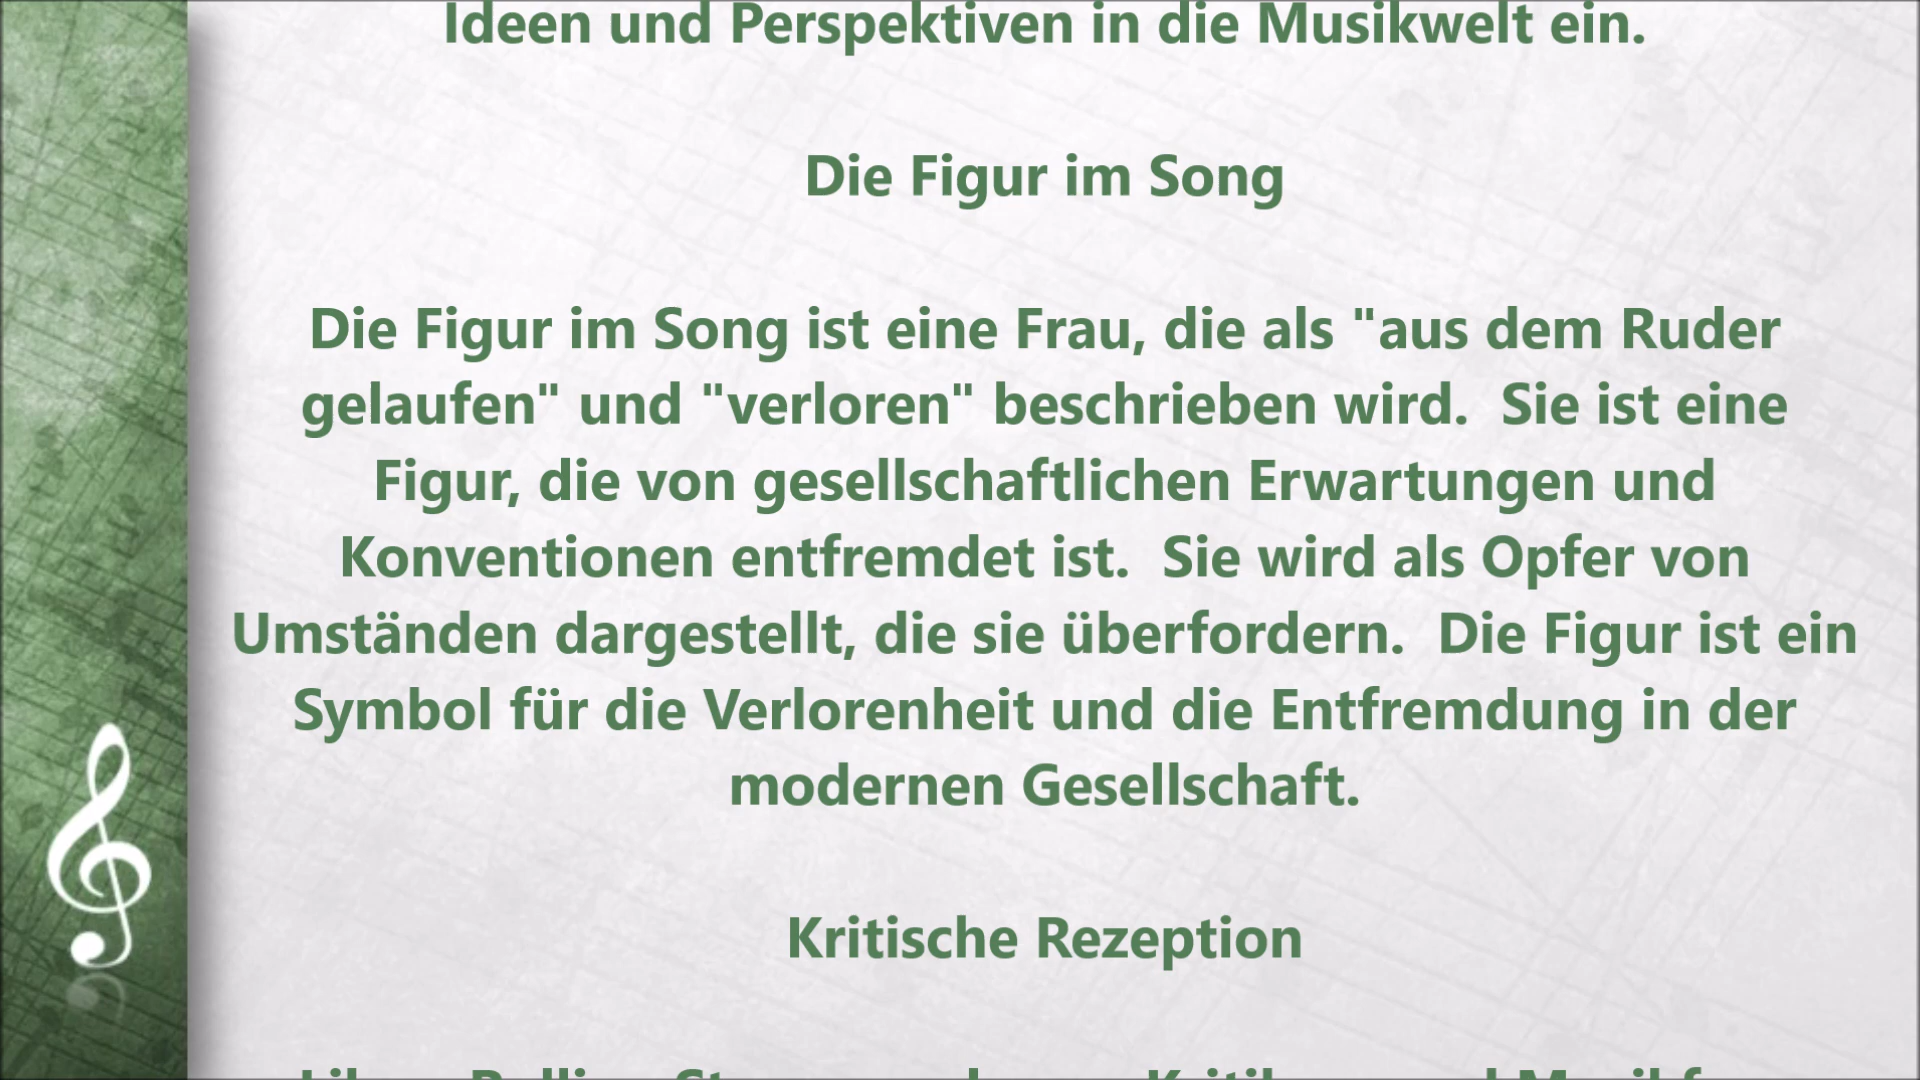 Ideen und Perspektiven in die Musikwelt ein.
Die Figur im Song
Die Figur im Song ist eine Frau, die als "aus dem Ruder
gelaufen" und "verloren" beschrieben wird.  Sie ist eine
Figur, die von gesellschaftlichen Erwartungen und
Konventionen entfremdet ist.  Sie wird als Opfer von
Umständen dargestellt, die sie überfordern.  Die Figur ist ein
Symbol für die Verlorenheit und die Entfremdung in der
modernen Gesellschaft.
Kritische Rezeption